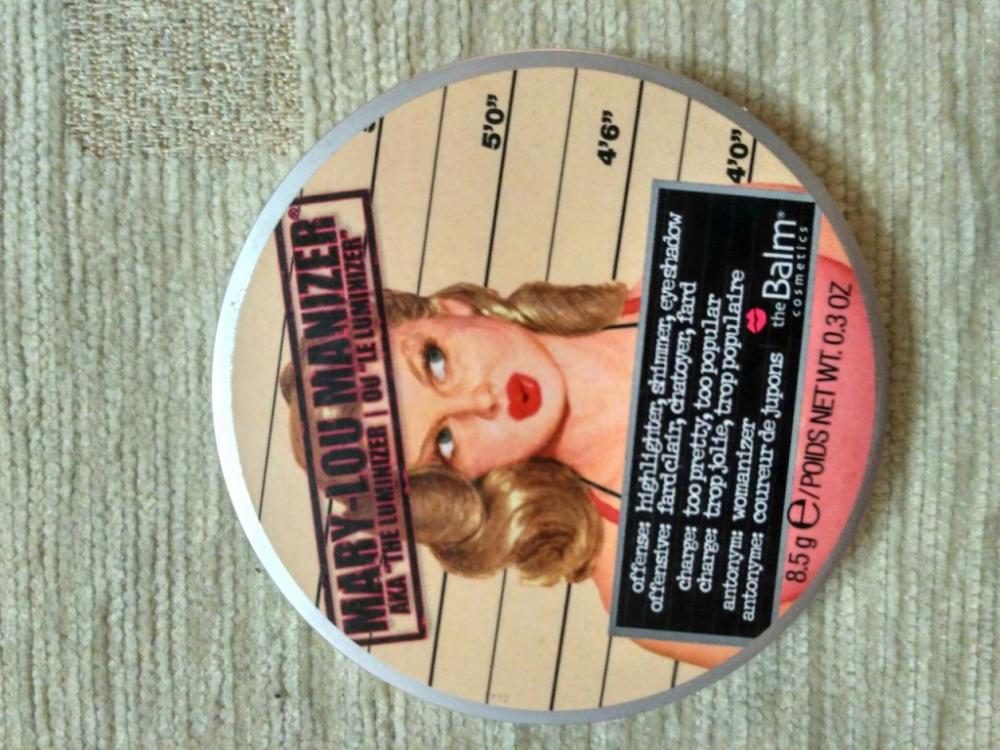 MARY-LOU MANIZER®
AKA "THE LUMINIZER | OU "LE LUMINIZER"
5'0"
4'6"
4'0"
offense: highlighter, shimmer, eyeshadow
offensive: fard clair, chatoyer, fard
charge: too pretty, too popular
charge: trop jolie, trop populaire
antonym: womanizer
antonyme: coureur de jupons
theBalm®
cosmetics
8.5 g e/POIDS NET WT. 0.3 OZ